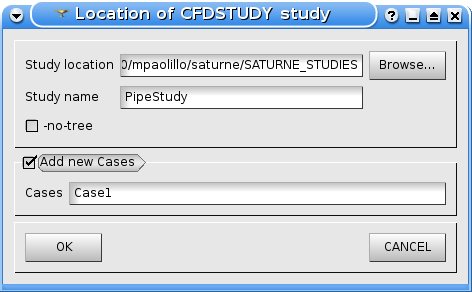 Location of CFDSTUDY study
Study location 0/mpaolillo/saturne/SATURNE_STUDIES Browse...
Study name PipeStudy
-no-tree
Add new Cases
Cases Case1
OK CANCEL